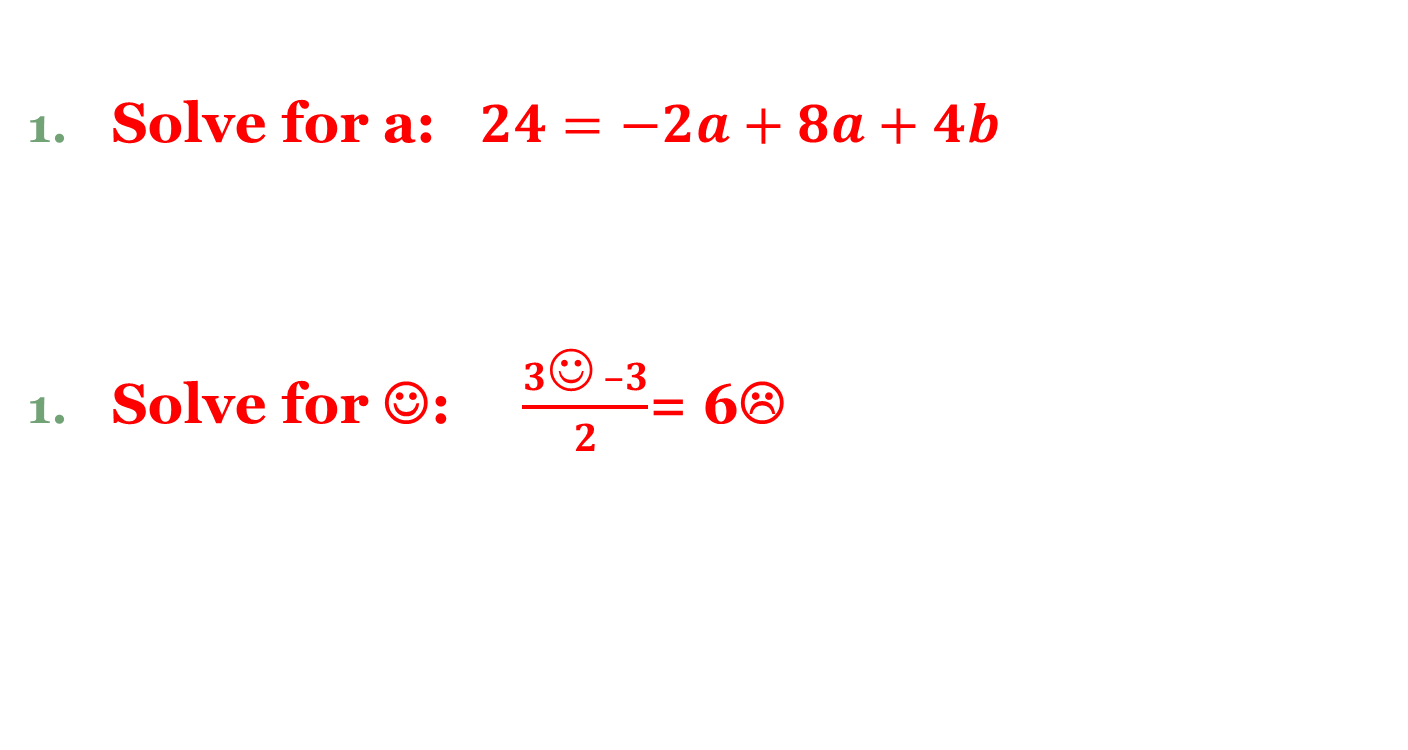 1. Solve for a: 24 = −2a + 8a + 4b
1. Solve for ☺: (3☺ –3)/2 = 6☹